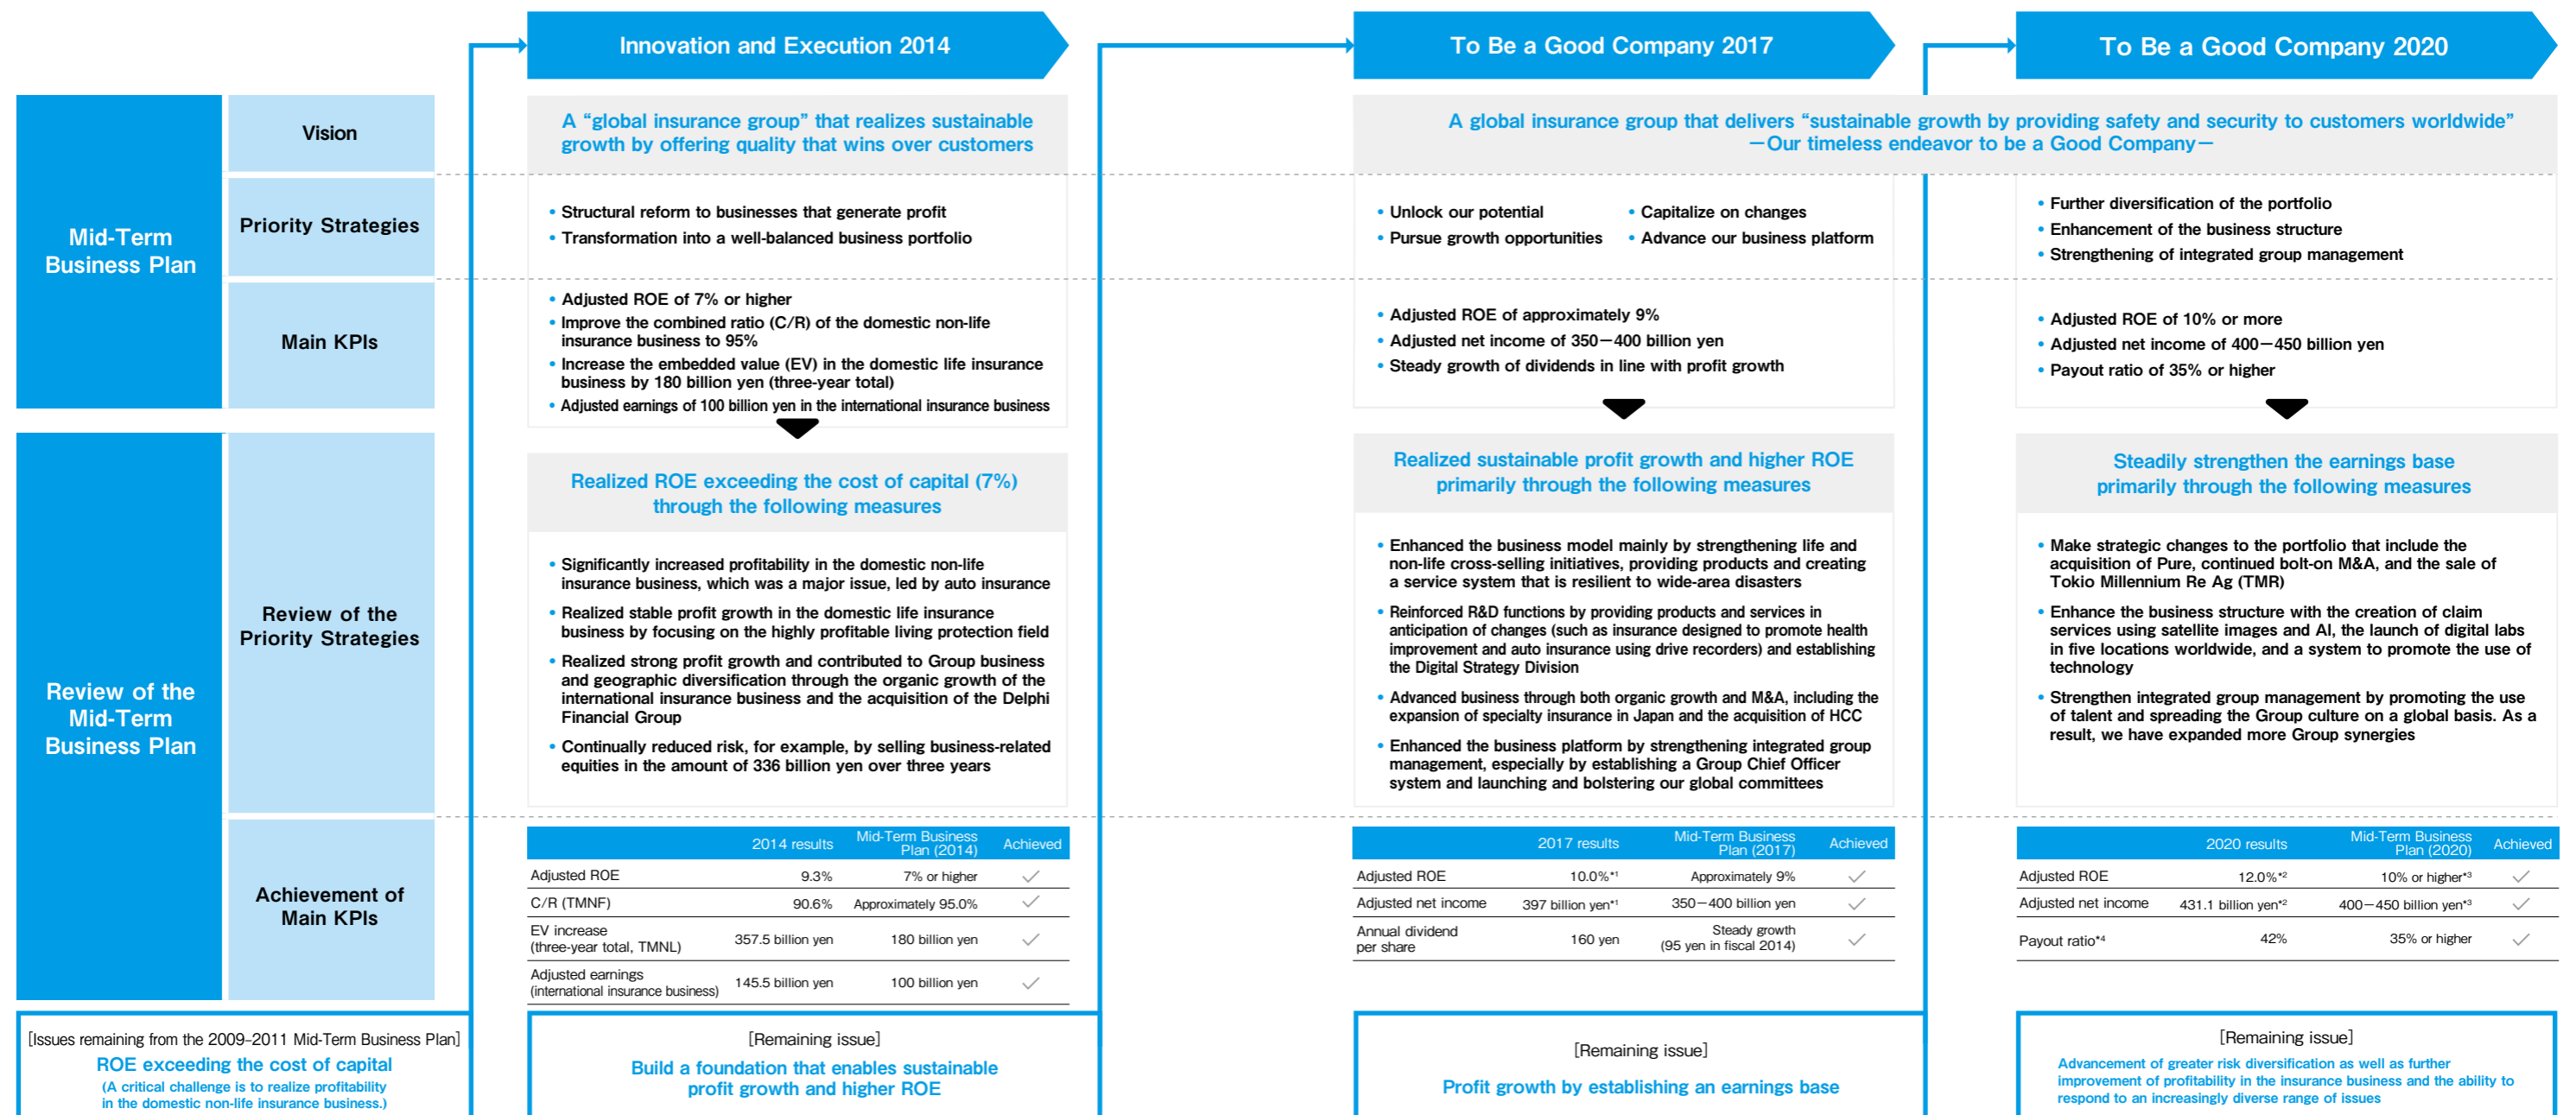 Innovation and Execution 2014
To Be a Good Company 2017
To Be a Good Company 2020
Mid-Term
Business Plan
Vision
A “global insurance group” that realizes sustainable
growth by offering quality that wins over customers
A global insurance group that delivers “sustainable growth by providing safety and security to customers worldwide”
—Our timeless endeavor to be a Good Company—
Priority Strategies
• Structural reform to businesses that generate profit
• Transformation into a well-balanced business portfolio
• Unlock our potential
• Pursue growth opportunities
• Capitalize on changes
• Advance our business platform
• Further diversification of the portfolio
• Enhancement of the business structure
• Strengthening of integrated group management
Main KPIs
• Adjusted ROE of 7% or higher
• Improve the combined ratio (C/R) of the domestic non-life
insurance business to 95%
• Increase the embedded value (EV) in the domestic life insurance
business by 180 billion yen (three-year total)
• Adjusted earnings of 100 billion yen in the international insurance business
• Adjusted ROE of approximately 9%
• Adjusted net income of 350—400 billion yen
• Steady growth of dividends in line with profit growth
• Adjusted ROE of 10% or more
• Adjusted net income of 400—450 billion yen
• Payout ratio of 35% or higher
Review of the
Mid-Term
Business Plan
Review of the
Priority Strategies
Realized ROE exceeding the cost of capital (7%)
through the following measures
• Significantly increased profitability in the domestic non-life
insurance business, which was a major issue, led by auto insurance
• Realized stable profit growth in the domestic life insurance
business by focusing on the highly profitable living protection field
• Realized strong profit growth and contributed to Group business
and geographic diversification through the organic growth of the
international insurance business and the acquisition of the Delphi
Financial Group
• Continually reduced risk, for example, by selling business-related
equities in the amount of 336 billion yen over three years
Realized sustainable profit growth and higher ROE
primarily through the following measures
• Enhanced the business model mainly by strengthening life and
non-life cross-selling initiatives, providing products and creating
a service system that is resilient to wide-area disasters
• Reinforced R&D functions by providing products and services in
anticipation of changes (such as insurance designed to promote health
improvement and auto insurance using drive recorders) and establishing
the Digital Strategy Division
• Advanced business through both organic growth and M&A, including the
expansion of specialty insurance in Japan and the acquisition of HCC
• Enhanced the business platform by strengthening integrated group
management, especially by establishing a Group Chief Officer
system and launching and bolstering our global committees
Steadily strengthen the earnings base
primarily through the following measures
• Make strategic changes to the portfolio that include the
acquisition of Pure, continued bolt-on M&A, and the sale of
Tokio Millennium Re Ag (TMR)
• Enhance the business structure with the creation of claim
services using satellite images and AI, the launch of digital labs
in five locations worldwide, and a system to promote the use of
technology
• Strengthen integrated group management by promoting the use
of talent and spreading the Group culture on a global basis. As a
result, we have expanded more Group synergies
Achievement of
Main KPIs
2014 results Mid-Term Business Plan (2014) Achieved
Adjusted ROE 9.3% 7% or higher ✓
C/R (TMNF) 90.6% Approximately 95.0% ✓
EV increase
(three-year total, TMNL) 357.5 billion yen 180 billion yen ✓
Adjusted earnings
(international insurance business) 145.5 billion yen 100 billion yen ✓
2017 results Mid-Term Business Plan (2017) Achieved
Adjusted ROE 10.0%*1 Approximately 9% ✓
Adjusted net income 397 billion yen*1 350—400 billion yen ✓
Annual dividend
per share 160 yen Steady growth
(95 yen in fiscal 2014) ✓
2020 results Mid-Term Business Plan (2020) Achieved
Adjusted ROE 12.0%*2 10% or higher*3 ✓
Adjusted net income 431.1 billion yen*2 400—450 billion yen*3 ✓
Payout ratio*4 42% 35% or higher ✓
[Issues remaining from the 2009–2011 Mid-Term Business Plan]
ROE exceeding the cost of capital
(A critical challenge is to realize profitability
in the domestic non-life insurance business.)
[Remaining issue]
Build a foundation that enables sustainable
profit growth and higher ROE
[Remaining issue]
Profit growth by establishing an earnings base
[Remaining issue]
Advancement of greater risk diversification as well as further
improvement of profitability in the insurance business and the ability to
respond to an increasingly diverse range of issues